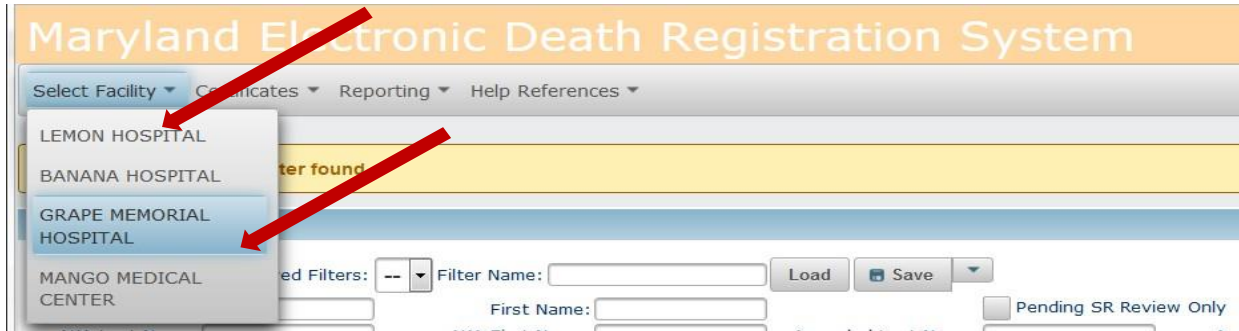 Maryland Electronic Death Registration System
Select Facility Certificates Reporting Help References
LEMON HOSPITAL
BANANA HOSPITAL
ter found
GRAPE MEMORIAL
HOSPITAL
MANGO MEDICAL
CENTER
ed Filters: -- Filter Name: Load Save
First Name: Pending SR Review Only